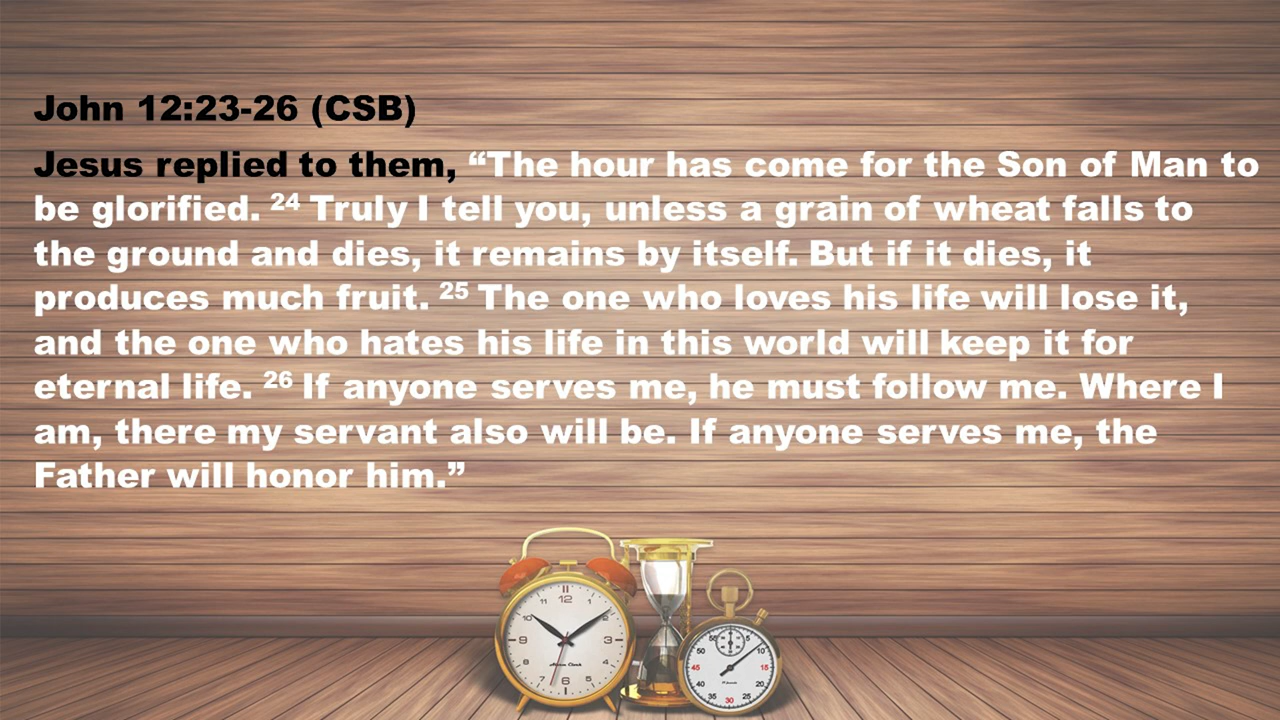 John 12:23-26 (CSB)
Jesus replied to them, “The hour has come for the Son of Man to
be glorified. 24 Truly I tell you, unless a grain of wheat falls to
the ground and dies, it remains by itself. But if it dies, it
produces much fruit. 25 The one who loves his life will lose it,
and the one who hates his life in this world will keep it for
eternal life. 26 If anyone serves me, he must follow me. Where I
am, there my servant also will be. If anyone serves me, the
Father will honor him.”